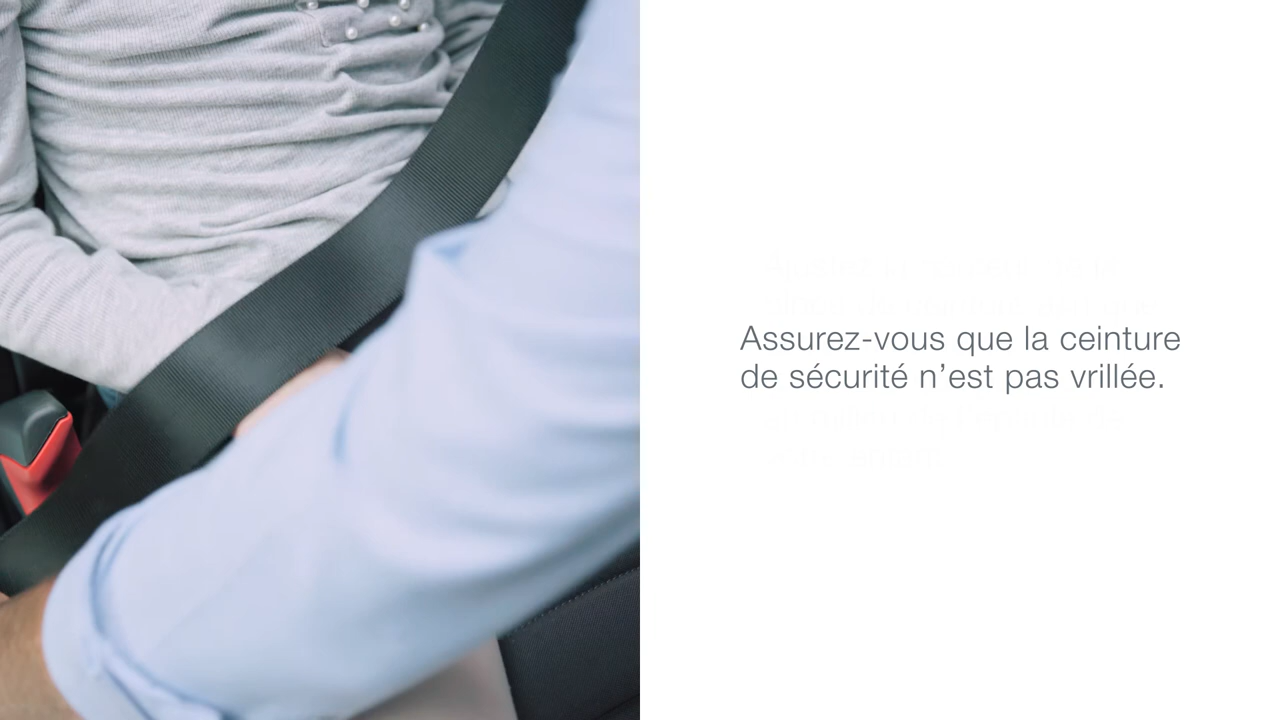 Assurez-vous que la ceinture
de sécurité n’est pas vrillée.